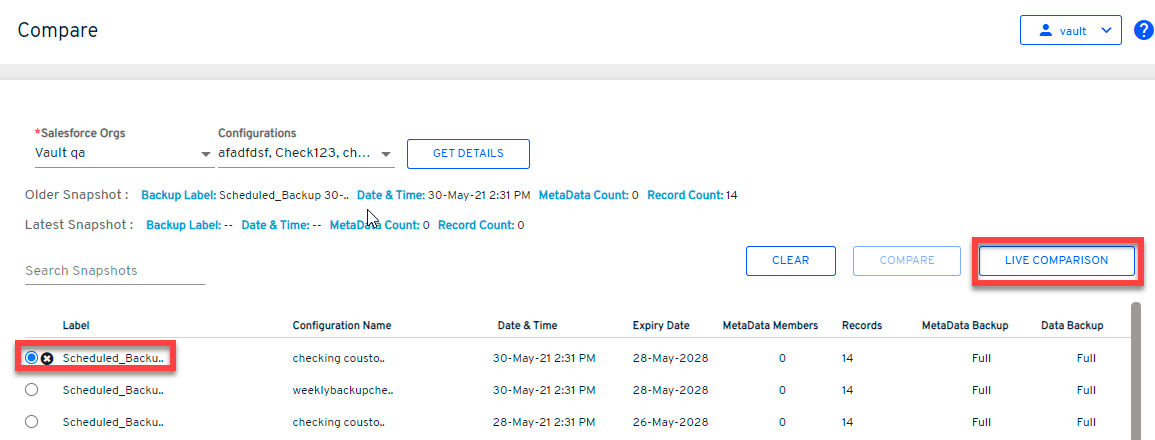 Compare
vault
?
*Salesforce Orgs Configurations
Vault qa afadfdsf, Check123, ch... GET DETAILS
Older Snapshot : Backup Label: Scheduled_Backup 30-.. Date & Time: 30-May-21 2:31 PM MetaData Count: 0 Record Count: 14
Latest Snapshot : Backup Label: -- Date & Time: -- MetaData Count: 0 Record Count: 0
CLEAR COMPARE LIVE COMPARISON
Search Snapshots
Label Configuration Name Date & Time Expiry Date MetaData Members Records MetaData Backup Data Backup
Scheduled_Backu.. checking cousto.. 30-May-21 2:31 PM 28-May-2028 0 14 Full Full
Scheduled_Backu.. weeklybackupche.. 30-May-21 2:31 PM 28-May-2028 0 14 Full Full
Scheduled_Backu.. checking cousto.. 28-May-21 2:31 PM 26-May-2028 0 14 Full Full